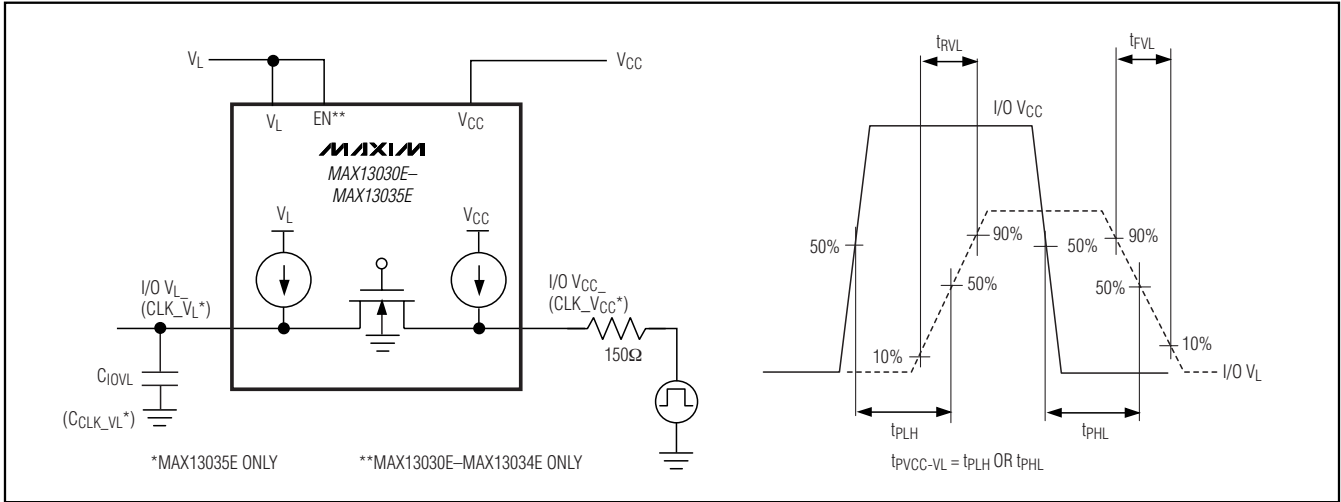 VL
VCC
VL
EN**
VCC
MAXIM
MAX13030E–
MAX13035E
VL
VCC
I/O VL_
(CLK_VL*)
I/O VCC_
(CLK_VCC*)
150Ω
CIOVL
(CCLK_VL*)
*MAX13035E ONLY
**MAX13030E–MAX13034E ONLY
tRVL
tFVL
I/O VCC
50%
90%
50%
90%
50%
50%
10%
10%
I/O VL
tPLH
tPHL
tPVCC-VL = tPLH OR tPHL